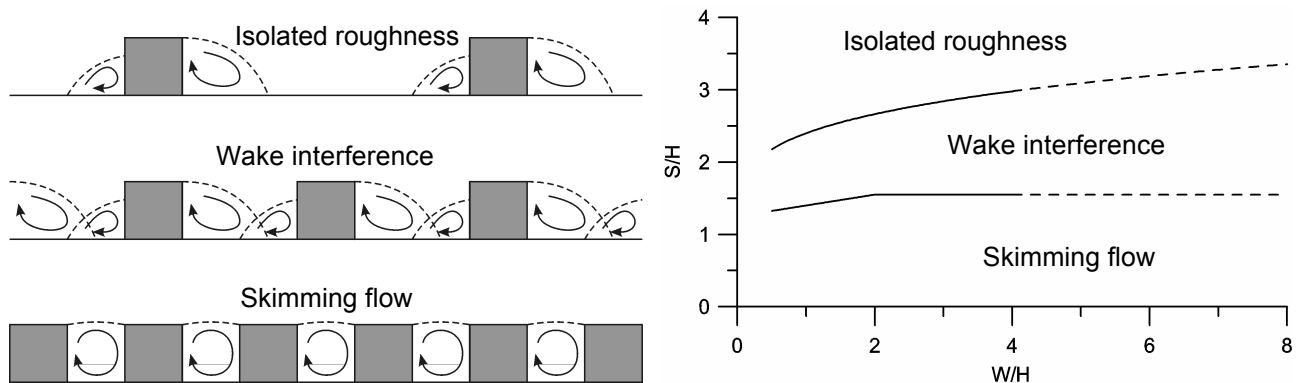 Isolated roughness
Wake interference
Skimming flow
4
3
2
1
0
S/H
Isolated roughness
Wake interference
Skimming flow
0
2
4
6
8
W/H